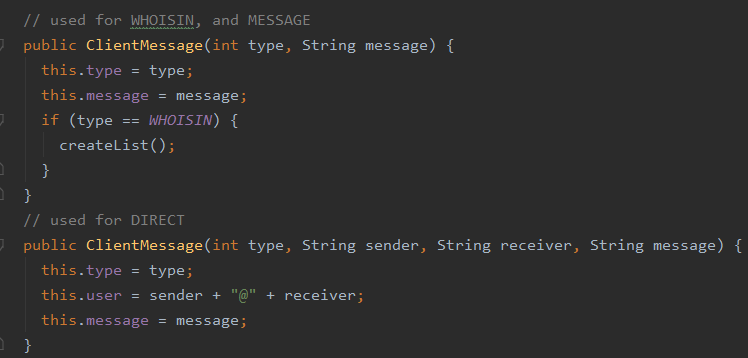 // used for WHOISIN, and MESSAGE
public ClientMessage(int type, String message) {
this.type = type;
this.message = message;
if (type == WHOISIN) {
createList();
}
}
// used for DIRECT
public ClientMessage(int type, String sender, String receiver, String message) {
this.type = type;
this.user = sender + "@" + receiver;
this.message = message;
}